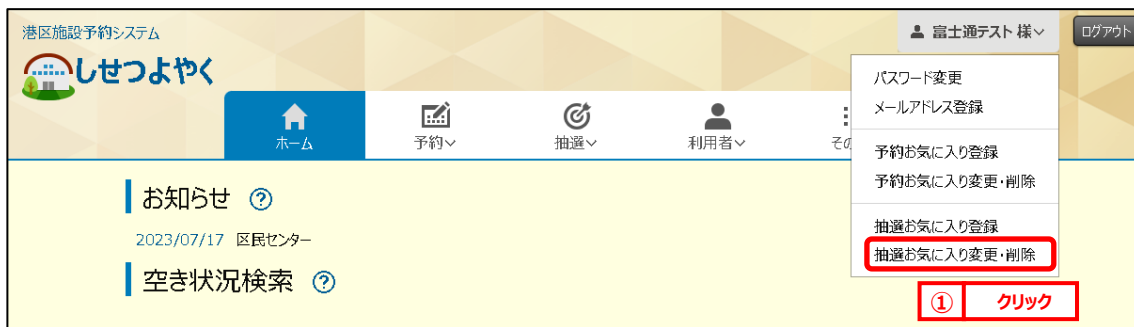 港区施設予約システム
しせつよやく
富士通テスト 様
ログアウト
ホーム
予約
抽選
利用者
そ
パスワード変更
メールアドレス登録
予約お気に入り登録
予約お気に入り変更・削除
抽選お気に入り登録
抽選お気に入り変更・削除
① クリック
お知らせ ?
2023/07/17 区民センター
空き状況検索 ?